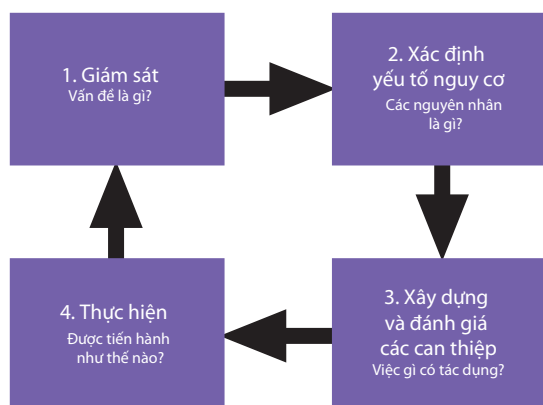 1. Giám sát
Vấn đề là gì?
2. Xác định
yếu tố nguy cơ
Các nguyên nhân
là gì?
3. Xây dựng
và đánh giá
các can thiệp
Việc gì có tác dụng?
4. Thực hiện
Được tiến hành
như thế nào?